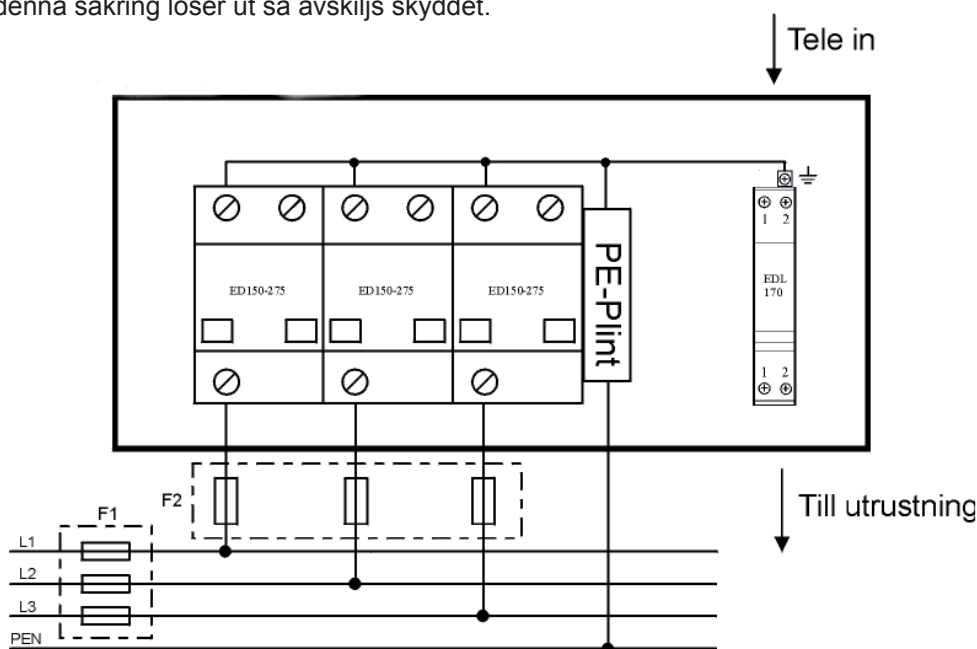 denna säkring löser ut så avskiljs skyddet.
Tele in
1 2
ED150-275 ED150-275 ED150-275
PE-Plint
EDL
170
1 2
F2
Till utrustning
F1
L1
L2
L3
PEN